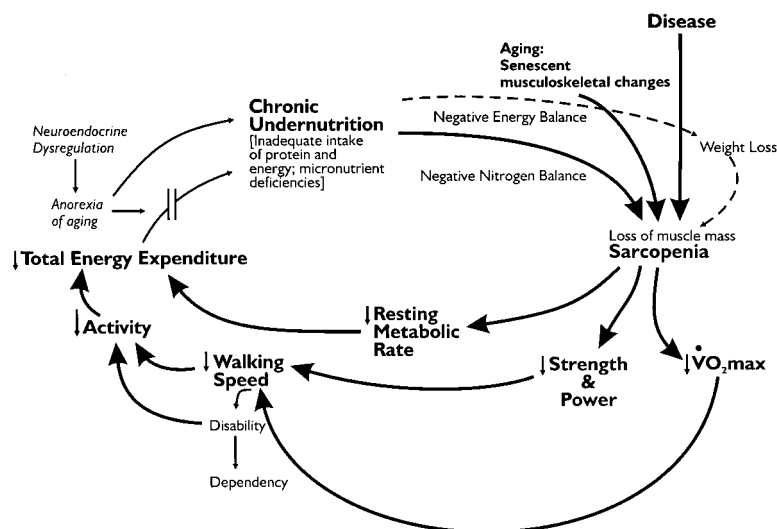 Disease
Aging:
Senescent
musculoskeletal changes
Chronic
Undernutrition
[Inadequate intake
of protein and
energy; micronutrient
deficiencies]
Negative Energy Balance
Weight Loss
Neuroendocrine
Dysregulation
Negative Nitrogen Balance
Anorexia
of aging
Loss of muscle mass
Sarcopenia
↓Total Energy Expenditure
↓Resting
Metabolic
Rate
↓Activity
↓Walking
Speed
↓Strength
&
Power
↓V̇O₂max
Disability
Dependency